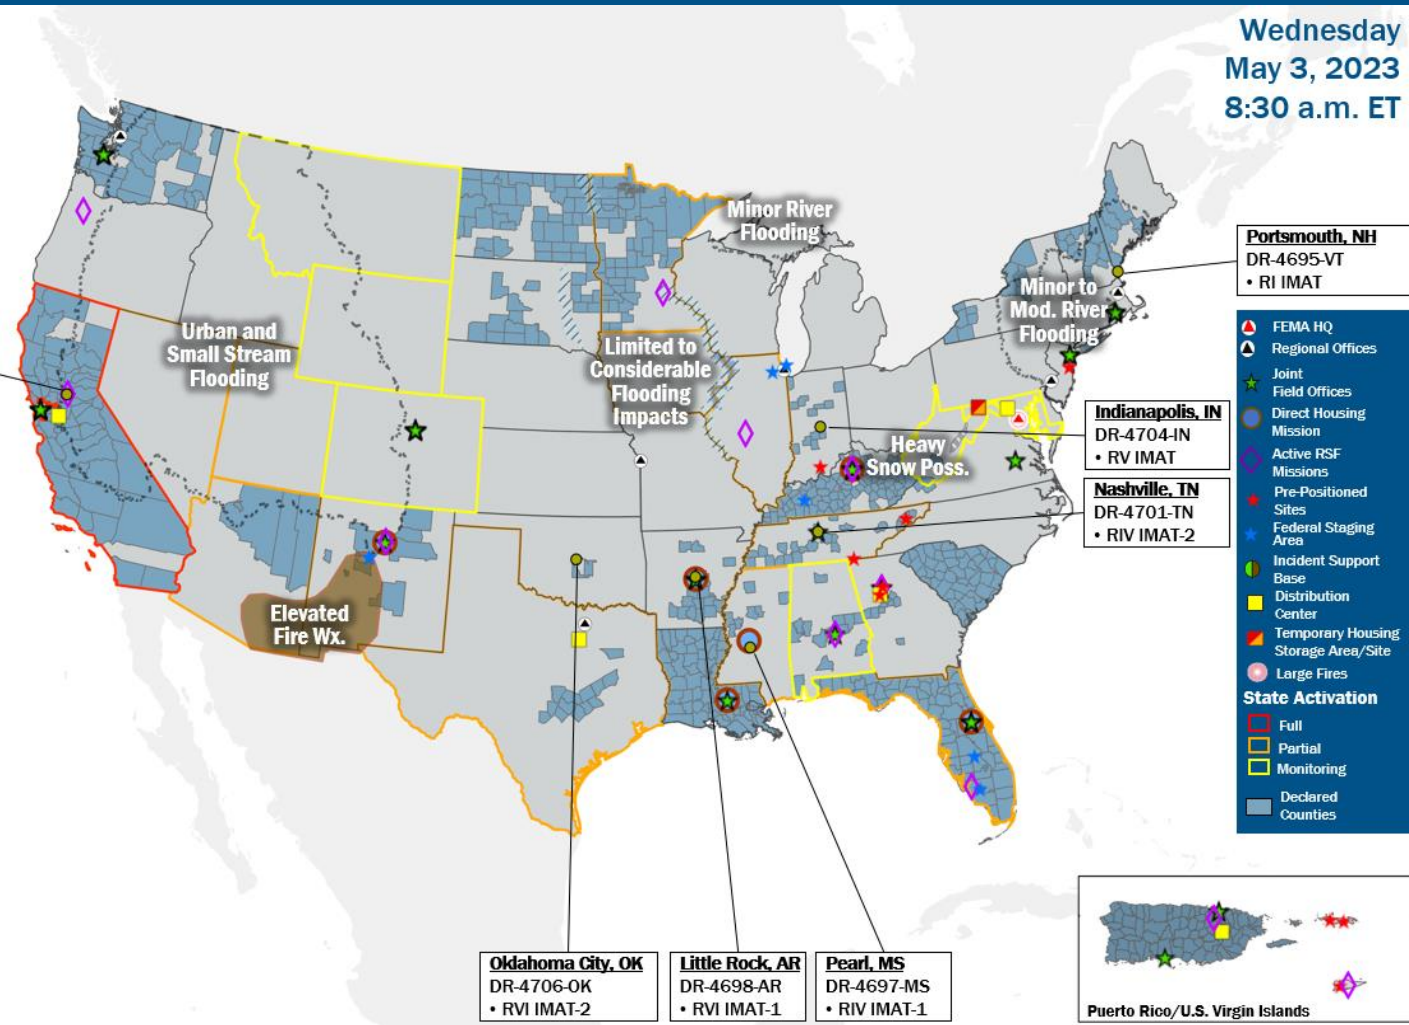 Wednesday
May 3, 2023
8:30 a.m. ET
Minor River
Flooding
Portsmouth, NH
DR-4695-VT
• RI IMAT
Minor to
Mod. River
Flooding
Urban and
Small Stream
Flooding
Limited to
Considerable
Flooding
Impacts
Heavy
Snow Poss.
Indianapolis, IN
DR-4704-IN
• RV IMAT
Nashville, TN
DR-4701-TN
• RIV IMAT-2
Elevated
Fire Wx.
FEMA HQ
Regional Offices
Joint
Field Offices
Direct Housing
Mission
Active RSF
Missions
Pre-Positioned
Sites
Federal Staging
Area
Incident Support
Base
Distribution
Center
Temporary Housing
Storage Area/Site
Large Fires
State Activation
Full
Partial
Monitoring
Declared
Counties
Oklahoma City, OK
DR-4706-OK
• RVI IMAT-2
Little Rock, AR
DR-4698-AR
• RVI IMAT-1
Pearl, MS
DR-4697-MS
• RIV IMAT-1
Puerto Rico/U.S. Virgin Islands